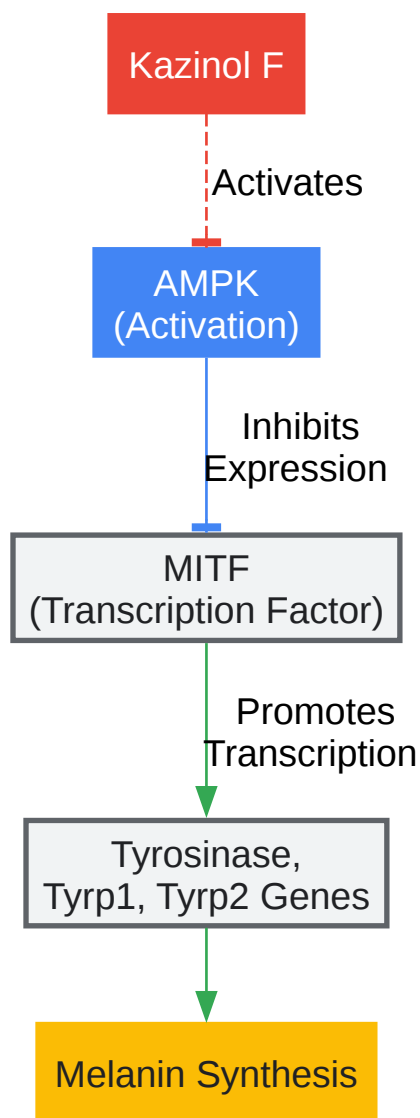 Kazinol F
Activates
AMPK
(Activation)
Inhibits
Expression
MITF
(Transcription Factor)
Promotes
Transcription
Tyrosinase,
Tyrp1, Tyrp2 Genes
Melanin Synthesis